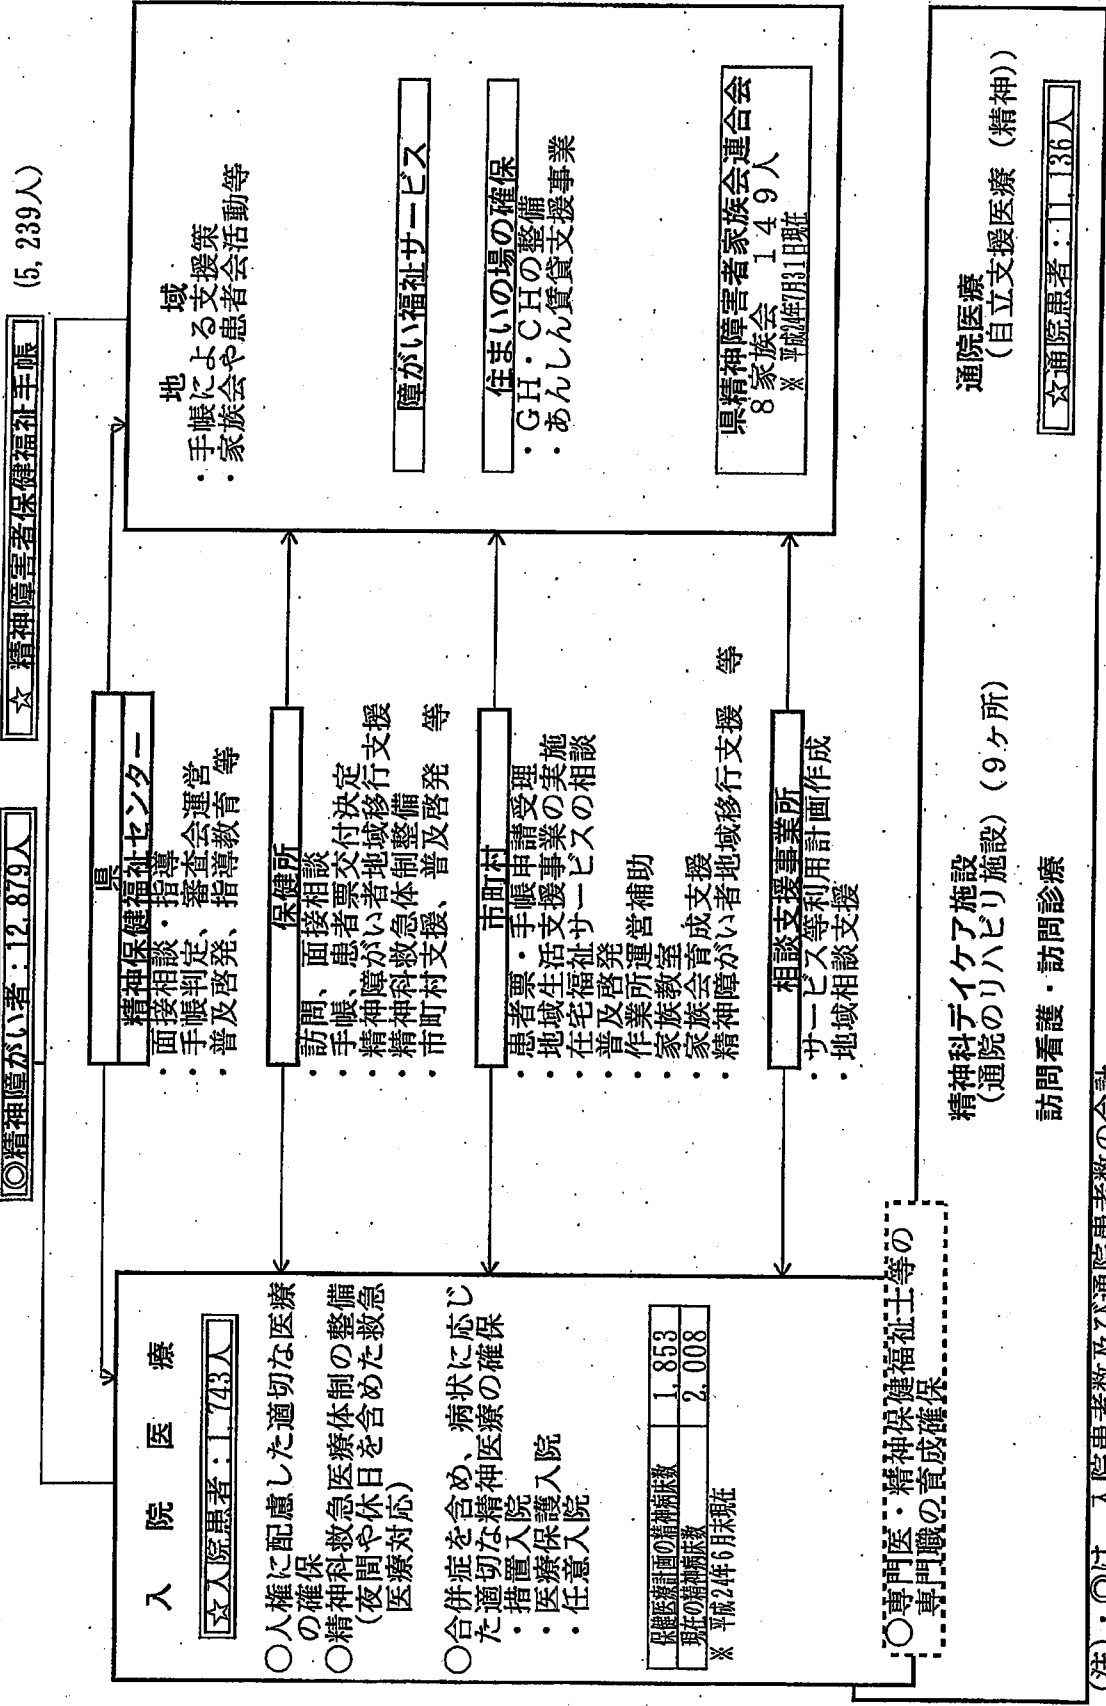 ◎精神障がい者：12,879人
☆ 精神障害者保健福祉手帳
(5,239人)
入 院 医 療
☆入院患者：1,743人
○人権に配慮した適切な医療
の確保
○精神科救急医療体制の整備
(夜間や休日を含めた救急
医療対応)
○合併症を含め、病状に応じ
た適切な精神医療の確保
・措置入院
・医療保護入院
・任意入院
保健医療計画の精神病床数 1,853
現在の精神病床数 2,008
※ 平成24年6月末現在
○専門医・精神保健福祉士等の
専門職の育成確保
県
精神保健福祉センター
・面接相談・指導
・手帳判定、審査会運営
・普及啓発、指導教育 等
保健所
・訪問、面接相談
・手帳、患者票交付決定
・精神障がい者地域移行支援
・精神科救急体制整備
・市町村支援、普及啓発 等
市町村
・患者票・手帳申請受理
・地域生活支援事業の実施
・在宅福祉サービスの相談
・普及啓発
・作業所運営補助
・家族教室
・家族会育成支援
・精神障がい者地域移行支援 等
相談支援事業所
・サービス等利用計画作成
・地域相談支援
地 域
・手帳による支援策
・家族会や患者会活動等
障がい福祉サービス
住まいの場の確保
・GH・CHの整備
・あんしん賃貸支援事業
県精神障害者家族会連合会
8家族会 149人
※ 平成24年7月31日現在
精神科デイケア施設
(通院のリハビリ施設) (9ヶ所)
訪問看護・訪問診療
通院医療
(自立支援医療 (精神))
☆通院患者：11,136人
(注)・◎は、入院患者数及び通院患者数の合計